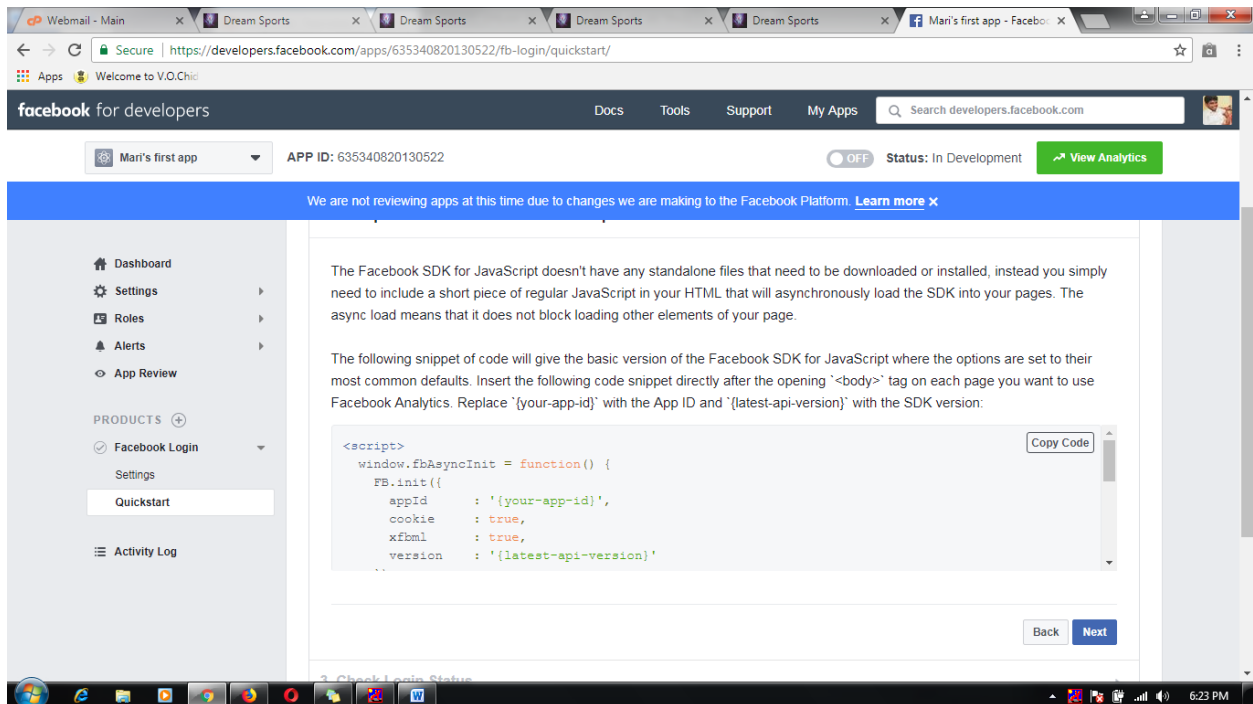 Webmail - Main
Dream Sports
Dream Sports
Dream Sports
Dream Sports
Mari's first app - Faceboo
Secure | https://developers.facebook.com/apps/635340820130522/fb-login/quickstart/
Apps Welcome to V.O.Chid
facebook for developers
Docs Tools Support My Apps Search developers.facebook.com
Mari's first app APP ID: 635340820130522 OFF Status: In Development View Analytics
We are not reviewing apps at this time due to changes we are making to the Facebook Platform. Learn more ×
Dashboard
Settings
Roles
Alerts
App Review
PRODUCTS
Facebook Login
Settings
Quickstart
Activity Log
The Facebook SDK for JavaScript doesn't have any standalone files that need to be downloaded or installed, instead you simply
need to include a short piece of regular JavaScript in your HTML that will asynchronously load the SDK into your pages. The
async load means that it does not block loading other elements of your page.
The following snippet of code will give the basic version of the Facebook SDK for JavaScript where the options are set to their
most common defaults. Insert the following code snippet directly after the opening `<body>` tag on each page you want to use
Facebook Analytics. Replace `{your-app-id}` with the App ID and `{latest-api-version}` with the SDK version:
Copy Code
<script>
window.fbAsyncInit = function() {
FB.init({
appId : '{your-app-id}',
cookie : true,
xfbml : true,
version : '{latest-api-version}'
Back Next
3. Check Login Status
6:23 PM